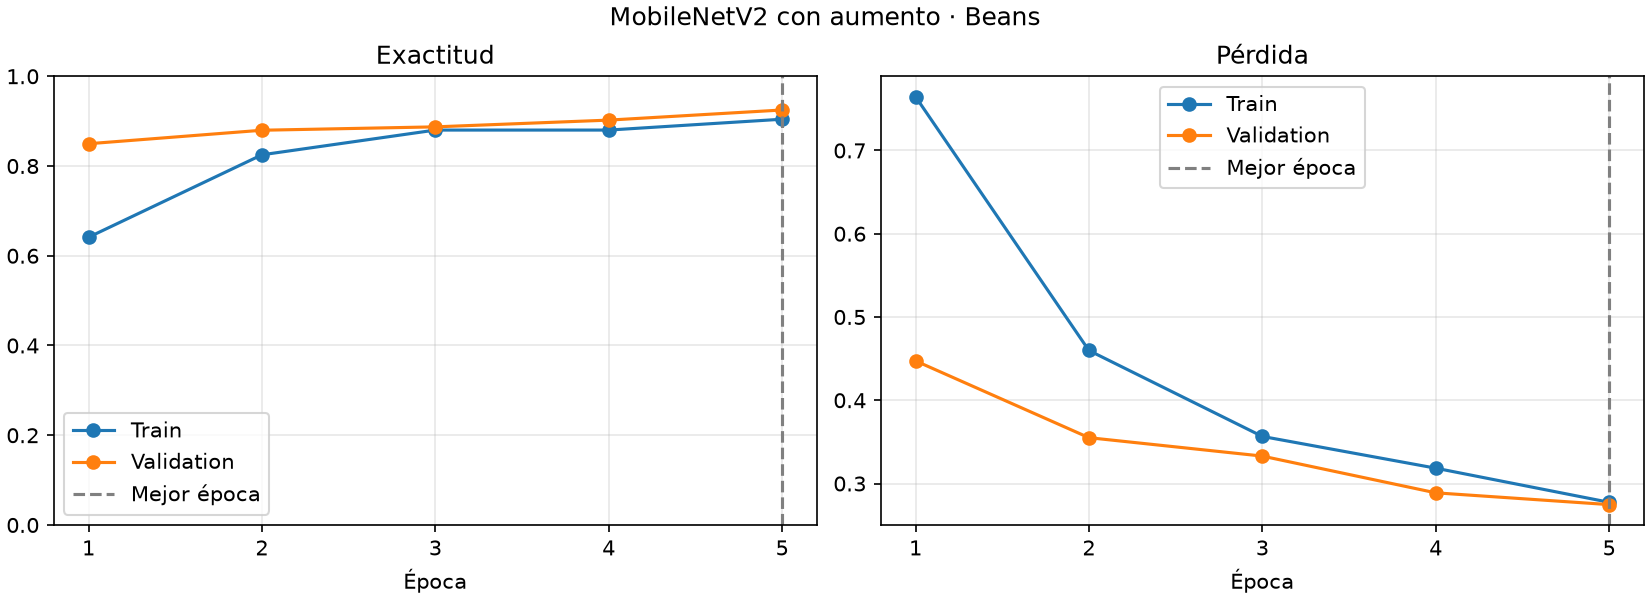 MobileNetV2 con aumento · Beans
Exactitud
1.0
0.8
0.6
0.4
0.2
0.0
Train
Validation
Mejor época
1 2 3 4 5
Época
Pérdida
0.7
0.6
0.5
0.4
0.3
Train
Validation
Mejor época
1 2 3 4 5
Época